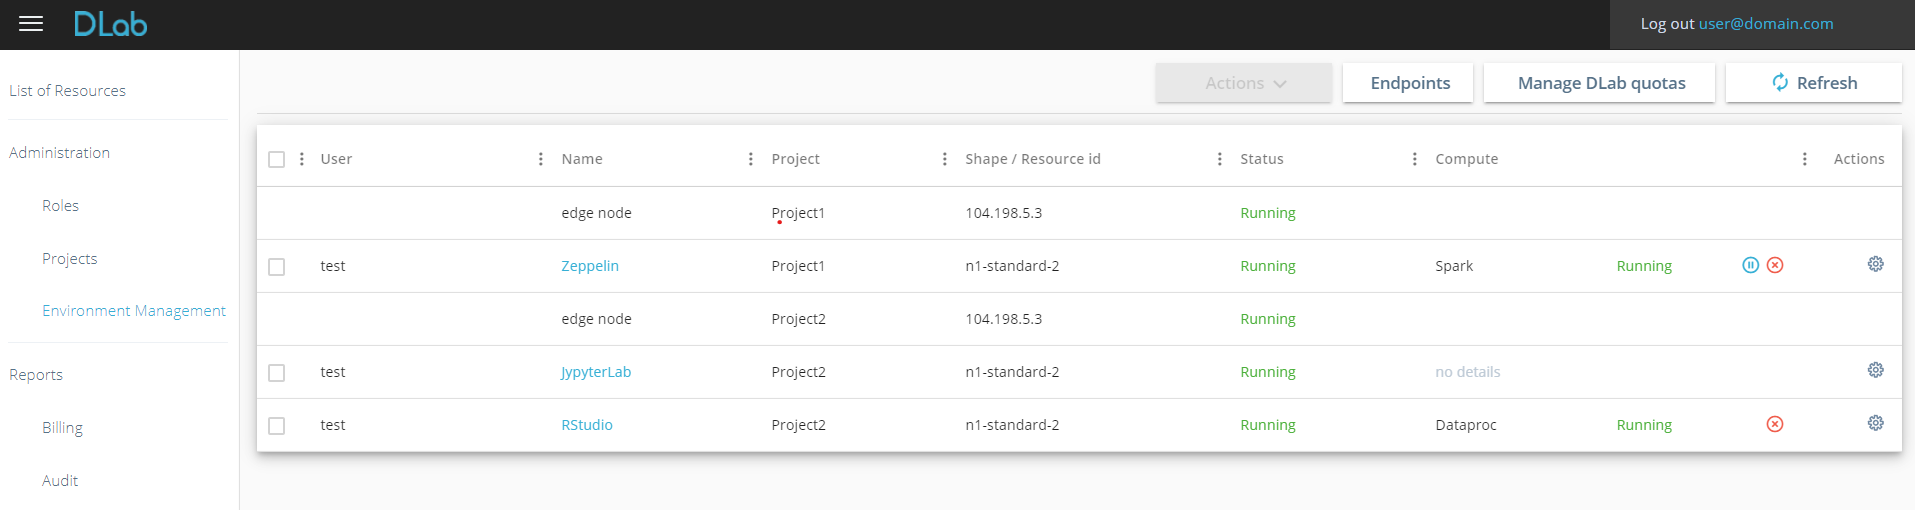 DLab
Log out user@domain.com
List of Resources
Administration
Roles
Projects
Environment Management
Reports
Billing
Audit
Actions Endpoints Manage DLab quotas Refresh
User Name Project Shape / Resource id Status Compute Actions
edge node Project1 104.198.5.3 Running
test Zeppelin Project1 n1-standard-2 Running Spark Running
edge node Project2 104.198.5.3 Running
test JypyterLab Project2 n1-standard-2 Running no details
test RStudio Project2 n1-standard-2 Running Dataproc Running